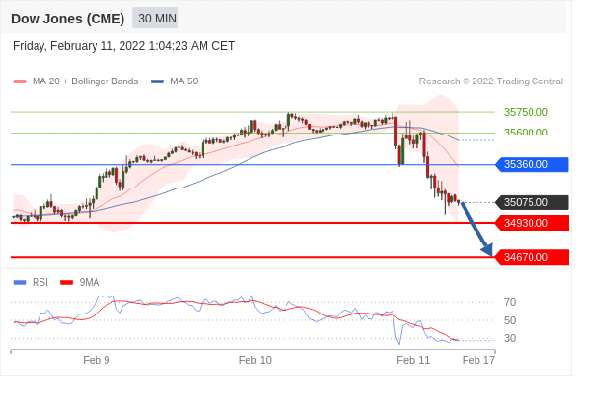 Dow Jones (CME) 30 MIN
Friday, February 11, 2022 1:04:23 AM CET
MA 20 + Bollinger Bands MA 50 Research © 2022 Trading Central
35750.00
35600.00
35360.00
35075.00
34930.00
34670.00
RSI 9MA
70
50
30
Feb 9 Feb 10 Feb 11 Feb 17